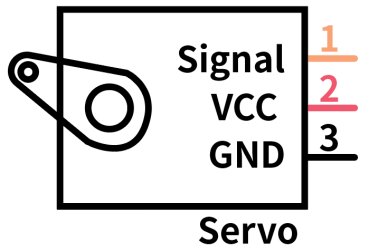 Signal 1
VCC 2
GND 3
Servo